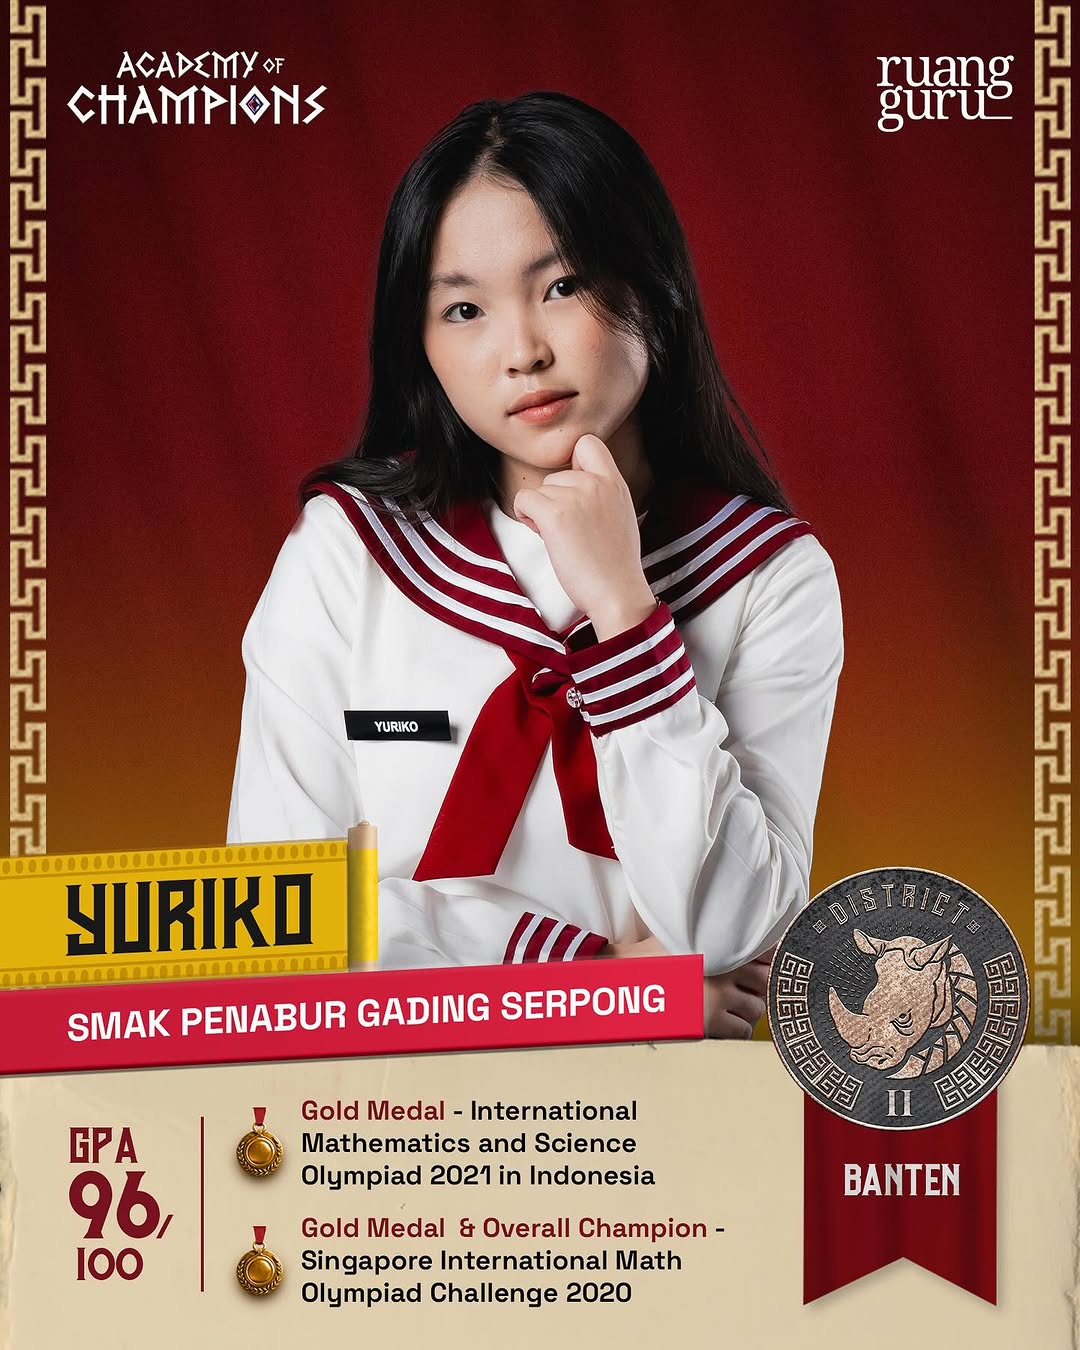 ACADEMY OF
CHAMPIONS
ruang
guru
YURIKO
YURIKO
SMAK PENABUR GADING SERPONG
GPA
96/
100
Gold Medal - International
Mathematics and Science
Olympiad 2021 in Indonesia
Gold Medal & Overall Champion -
Singapore International Math
Olympiad Challenge 2020
DISTRICT
II
BANTEN